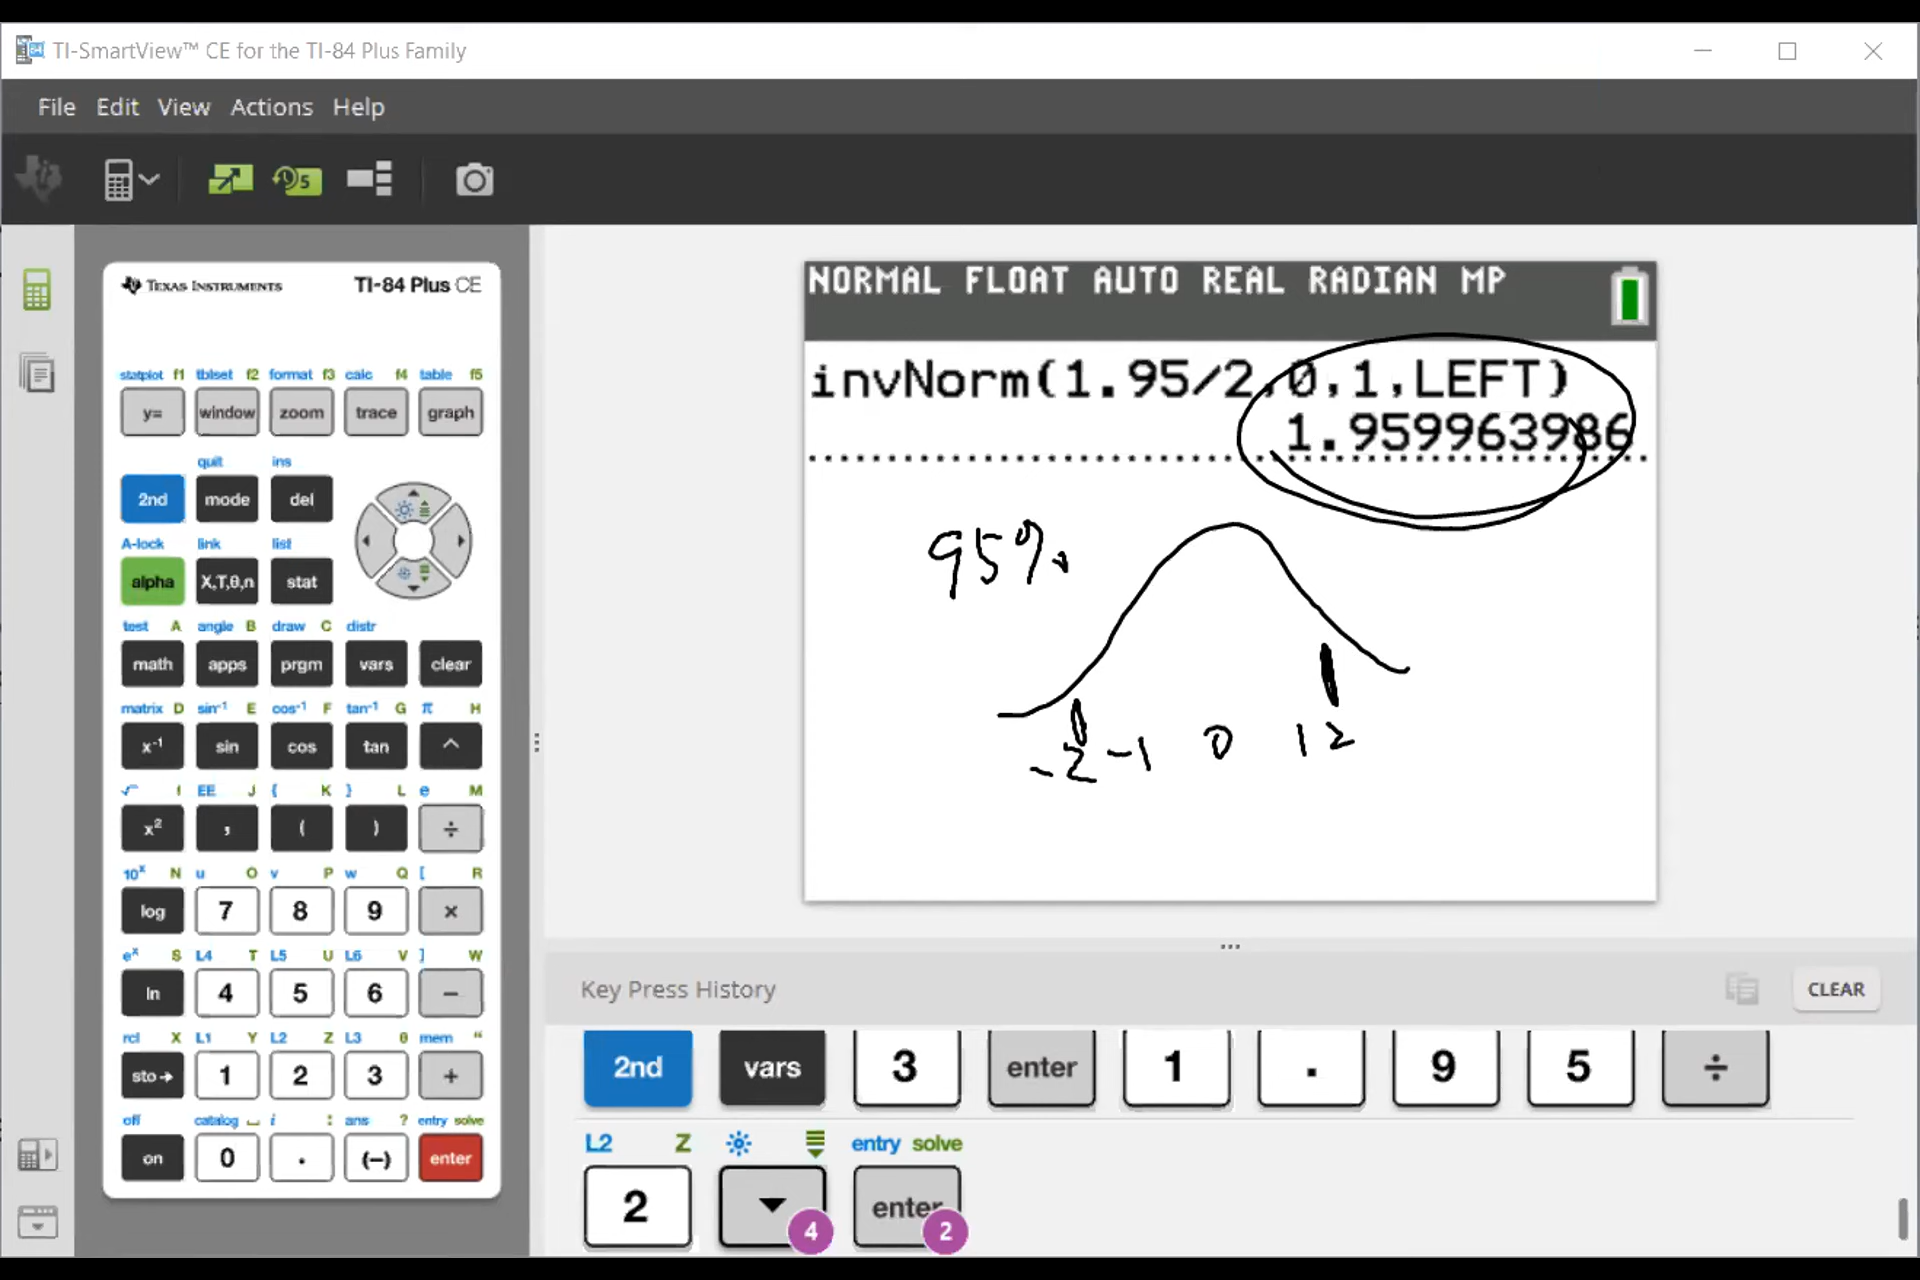 TI-SmartView™ CE for the TI-84 Plus Family
File Edit View Actions Help
5
TEXAS INSTRUMENTS TI-84 Plus CE
statplot f1 tblset f2 format f3 calc f4 table f5
y= window zoom trace graph
quit ins
2nd mode del
A-lock link list
alpha X,T,θ,n stat
test A angle B draw C distr
math apps prgm vars clear
matrix D sin⁻¹ E cos⁻¹ F tan⁻¹ G π H
x⁻¹ sin cos tan ^
√ I EE J { K } L e M
x² , ( ) ÷
10ˣ N u O v P w Q [ R
log 7 8 9 ×
eˣ S L4 T L5 U L6 V ] W
ln 4 5 6 −
rcl X L1 Y L2 Z L3 θ mem "
sto→ 1 2 3 +
off catalog ⎵ i : ans ? entry solve
on 0 . (−) enter
NORMAL FLOAT AUTO REAL RADIAN MP
invNorm(1.95/2,0,1,LEFT)
1.959963986
95%
-2 -1 0 1 2
Key Press History
CLEAR
2nd vars 3 enter 1 . 9 5 ÷
L2 Z entry solve
2 4 enter 2